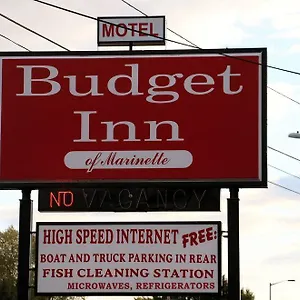 MOTEL
Budget
Inn
of Marinette
NO VACANCY
HIGH SPEED INTERNET FREE:
BOAT AND TRUCK PARKING IN REAR
FISH CLEANING STATION
MICROWAVES, REFRIGERATORS